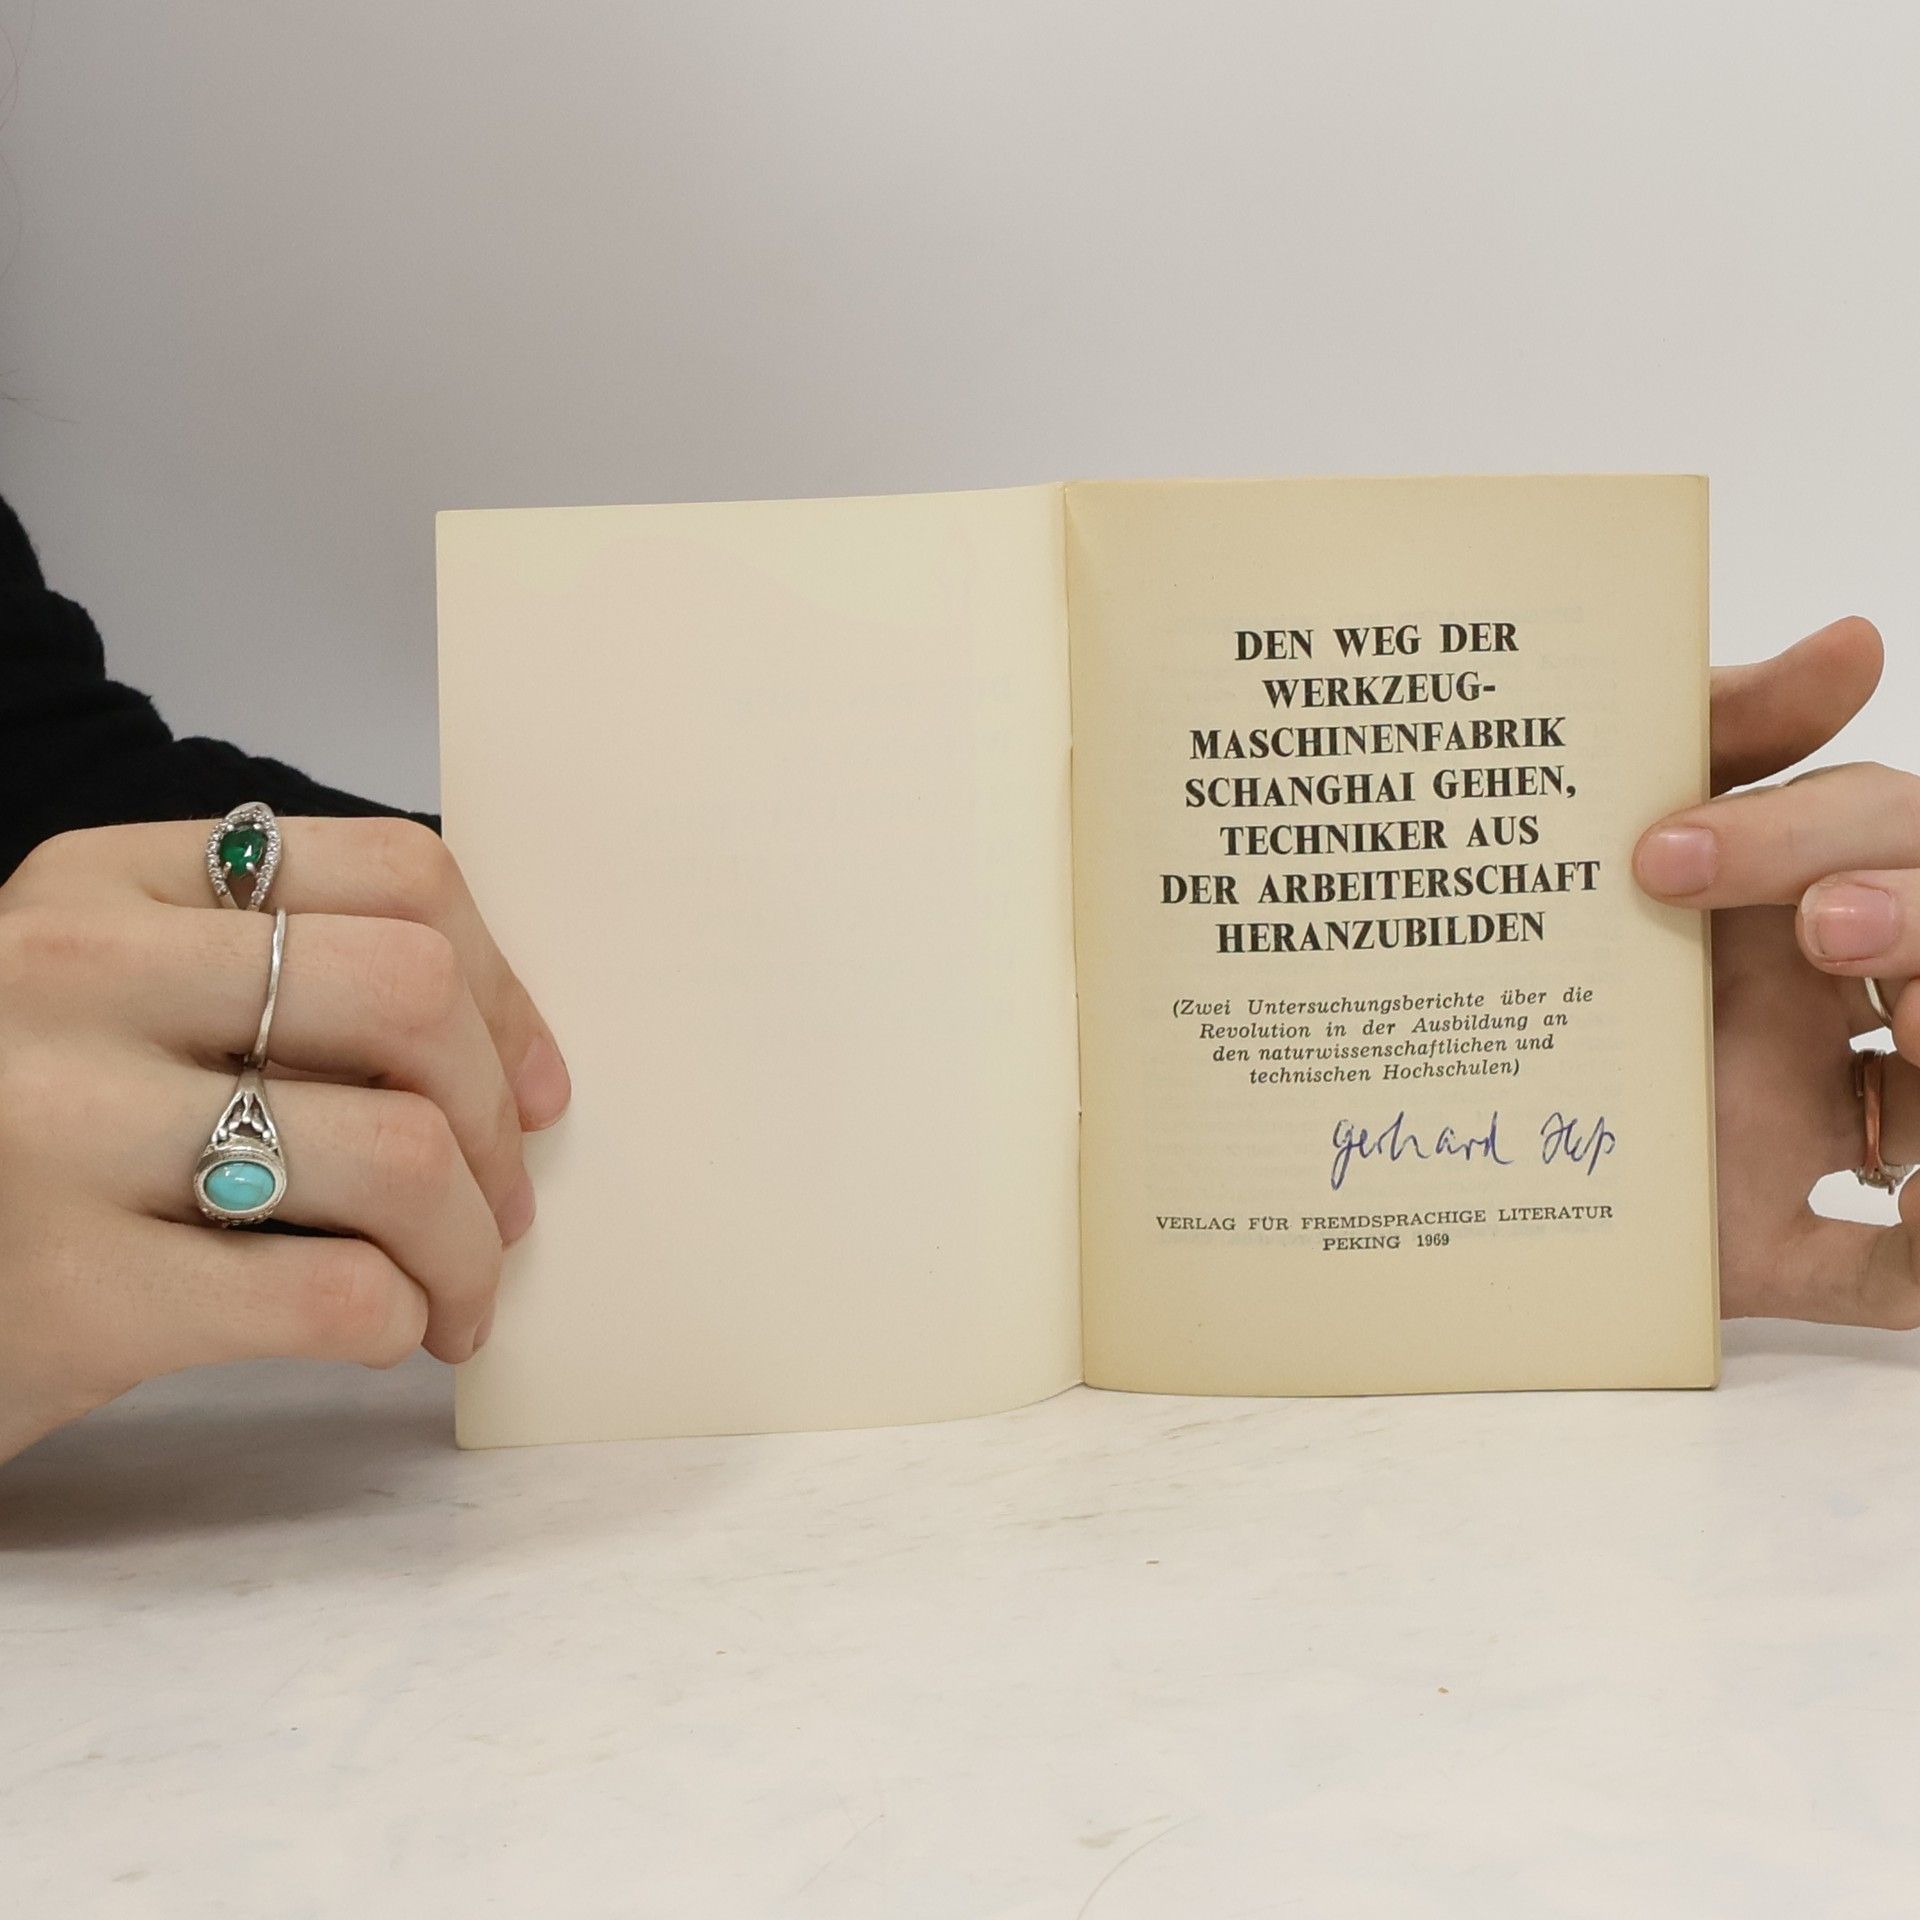 DEN WEG DER
WERKZEUG-
MASCHINENFABRIK
SCHANGHAI GEHEN,
TECHNIKER AUS
DER ARBEITERSCHAFT
HERANZUBILDEN
(Zwei Untersuchungsberichte über die
Revolution in der Ausbildung an
den naturwissenschaftlichen und
technischen Hochschulen)
Gerhard
VERLAG FÜR FREMDSPRACHIGE LITERATUR
PEKING 1969